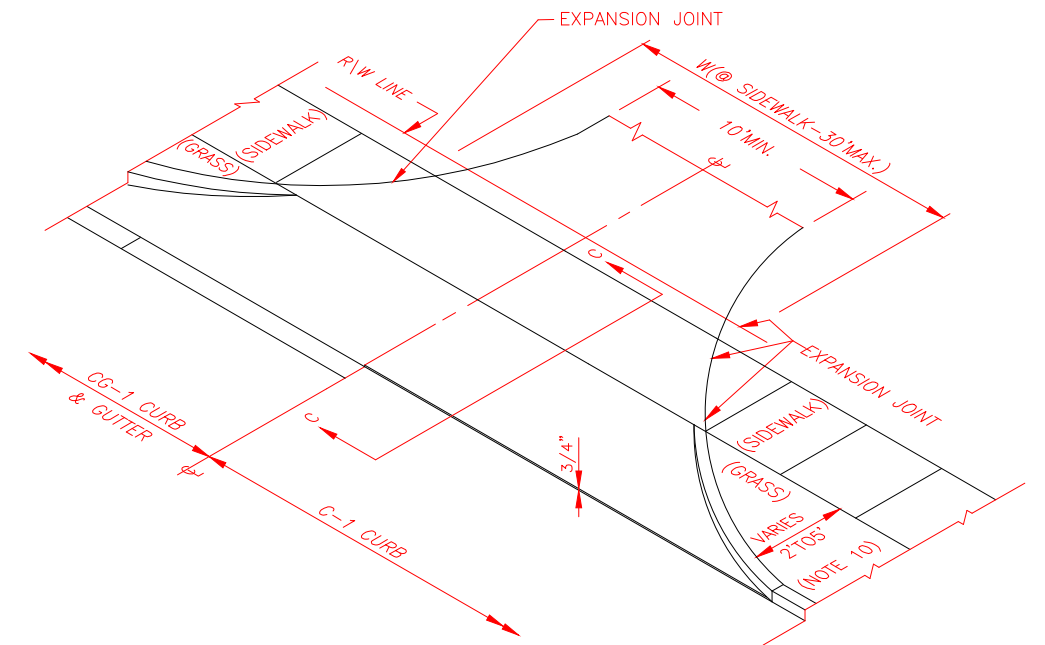 EXPANSION JOINT
R\W LINE
W(@ SIDEWALK-30'MAX.)
10'MIN.
(SIDEWALK)
(GRASS)
C
EXPANSION JOINT
CG-1 CURB
& GUTTER
C
(SIDEWALK)
(GRASS)
3/4"
VARIES
2'TO5'
(NOTE 10)
C-1 CURB